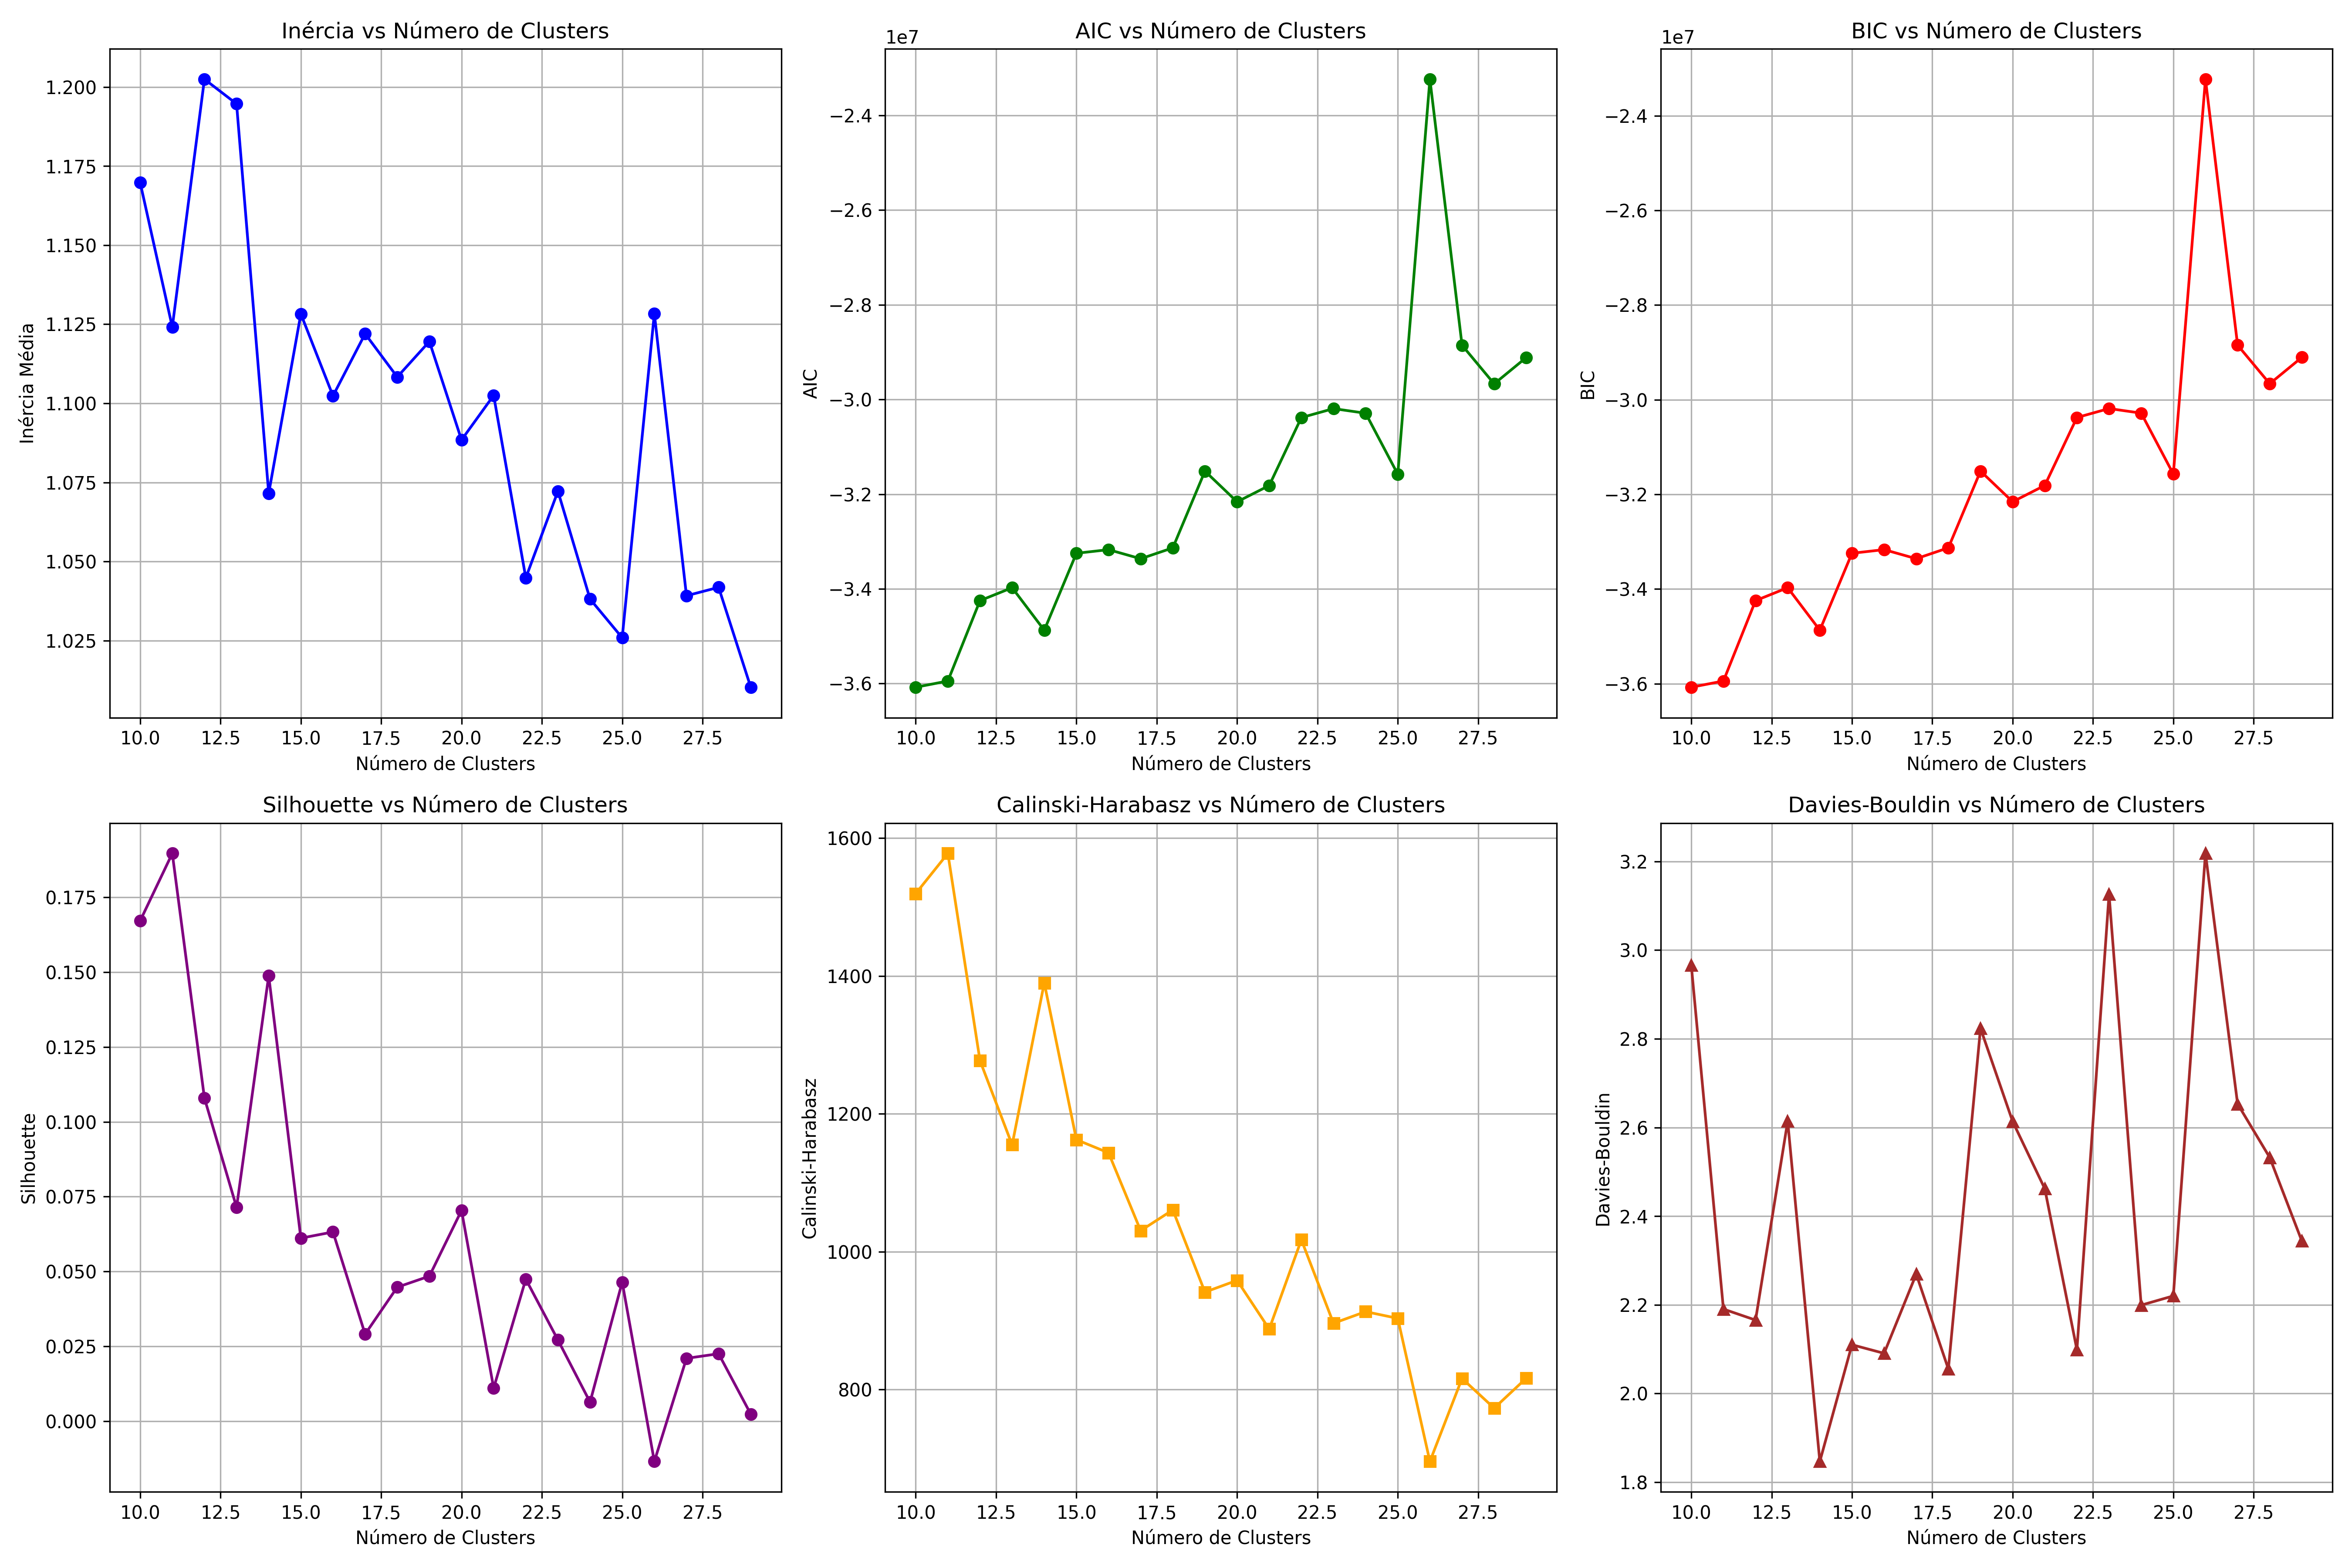 Inércia vs Número de Clusters
Inércia Média
1.200
1.175
1.150
1.125
1.100
1.075
1.050
1.025
10.0 12.5 15.0 17.5 20.0 22.5 25.0 27.5
Número de Clusters
AIC vs Número de Clusters
1e7
AIC
−2.4
−2.6
−2.8
−3.0
−3.2
−3.4
−3.6
10.0 12.5 15.0 17.5 20.0 22.5 25.0 27.5
Número de Clusters
BIC vs Número de Clusters
1e7
BIC
−2.4
−2.6
−2.8
−3.0
−3.2
−3.4
−3.6
10.0 12.5 15.0 17.5 20.0 22.5 25.0 27.5
Número de Clusters
Silhouette vs Número de Clusters
Silhouette
0.175
0.150
0.125
0.100
0.075
0.050
0.025
0.000
10.0 12.5 15.0 17.5 20.0 22.5 25.0 27.5
Número de Clusters
Calinski-Harabasz vs Número de Clusters
Calinski-Harabasz
1600
1400
1200
1000
800
10.0 12.5 15.0 17.5 20.0 22.5 25.0 27.5
Número de Clusters
Davies-Bouldin vs Número de Clusters
Davies-Bouldin
3.2
3.0
2.8
2.6
2.4
2.2
2.0
1.8
10.0 12.5 15.0 17.5 20.0 22.5 25.0 27.5
Número de Clusters